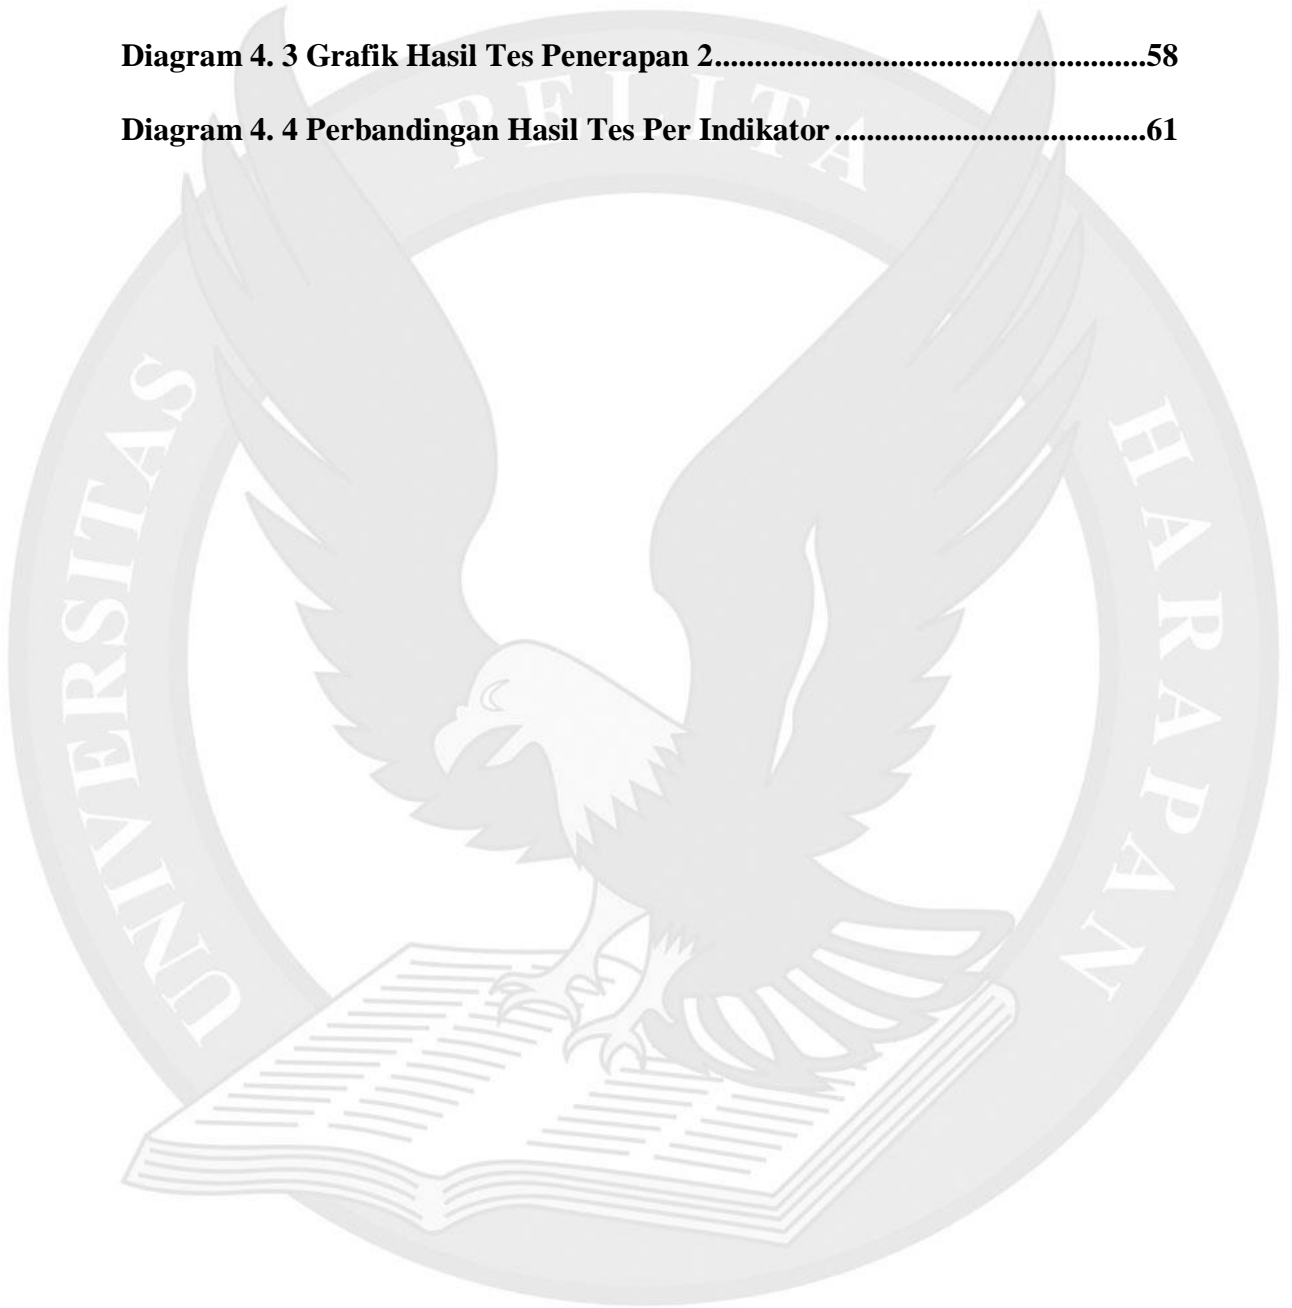 Diagram 4. 3 Grafik Hasil Tes Penerapan 2......................................................58
Diagram 4. 4 Perbandingan Hasil Tes Per Indikator.......................................61
UNIVERSITAS PELITA HARAPAN